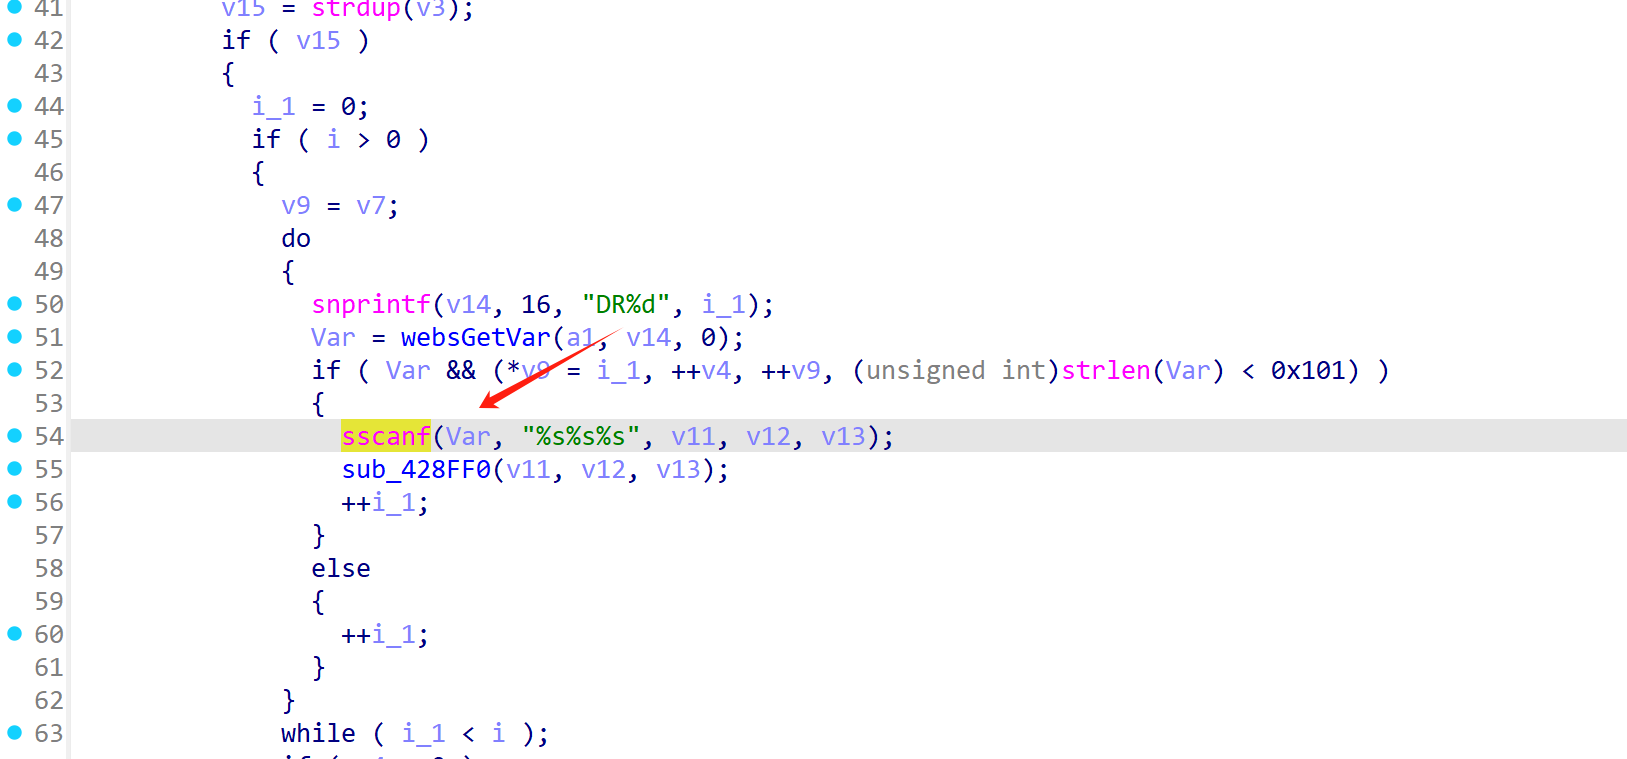 41 v15 = strdup(v3);
42 if ( v15 )
43 {
44 i_1 = 0;
45 if ( i > 0 )
46 {
47 v9 = v7;
48 do
49 {
50 snprintf(v14, 16, "DR%d", i_1);
51 Var = websGetVar(a1, v14, 0);
52 if ( Var && (*v9 = i_1, ++v4, ++v9, (unsigned int)strlen(Var) < 0x101) )
53 {
54 sscanf(Var, "%s%s%s", v11, v12, v13);
55 sub_428FF0(v11, v12, v13);
56 ++i_1;
57 }
58 else
59 {
60 ++i_1;
61 }
62 }
63 while ( i_1 < i );